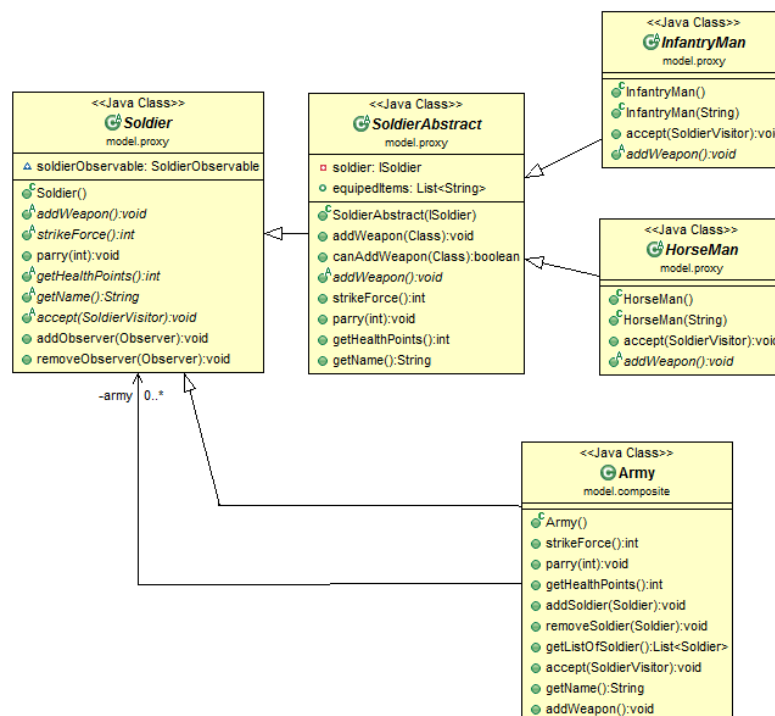 <<Java Class>>
InfantryMan
model.proxy
InfantryMan()
InfantryMan(String)
accept(SoldierVisitor):void
addWeapon():void
<<Java Class>>
Soldier
model.proxy
soldierObservable: SoldierObservable
Soldier()
addWeapon():void
strikeForce():int
parry(int):void
getHealthPoints():int
getName():String
accept(SoldierVisitor):void
addObserver(Observer):void
removeObserver(Observer):void
<<Java Class>>
SoldierAbstract
model.proxy
soldier: ISoldier
equipedItems: List<String>
SoldierAbstract(ISoldier)
addWeapon(Class):void
canAddWeapon(Class):boolean
addWeapon():void
strikeForce():int
parry(int):void
getHealthPoints():int
getName():String
<<Java Class>>
HorseMan
model.proxy
HorseMan()
HorseMan(String)
accept(SoldierVisitor):void
addWeapon():void
-army 0..*
<<Java Class>>
Army
model.composite
Army()
strikeForce():int
parry(int):void
getHealthPoints():int
addSoldier(Soldier):void
removeSoldier(Soldier):void
getListOfSoldier():List<Soldier>
accept(SoldierVisitor):void
getName():String
addWeapon():void